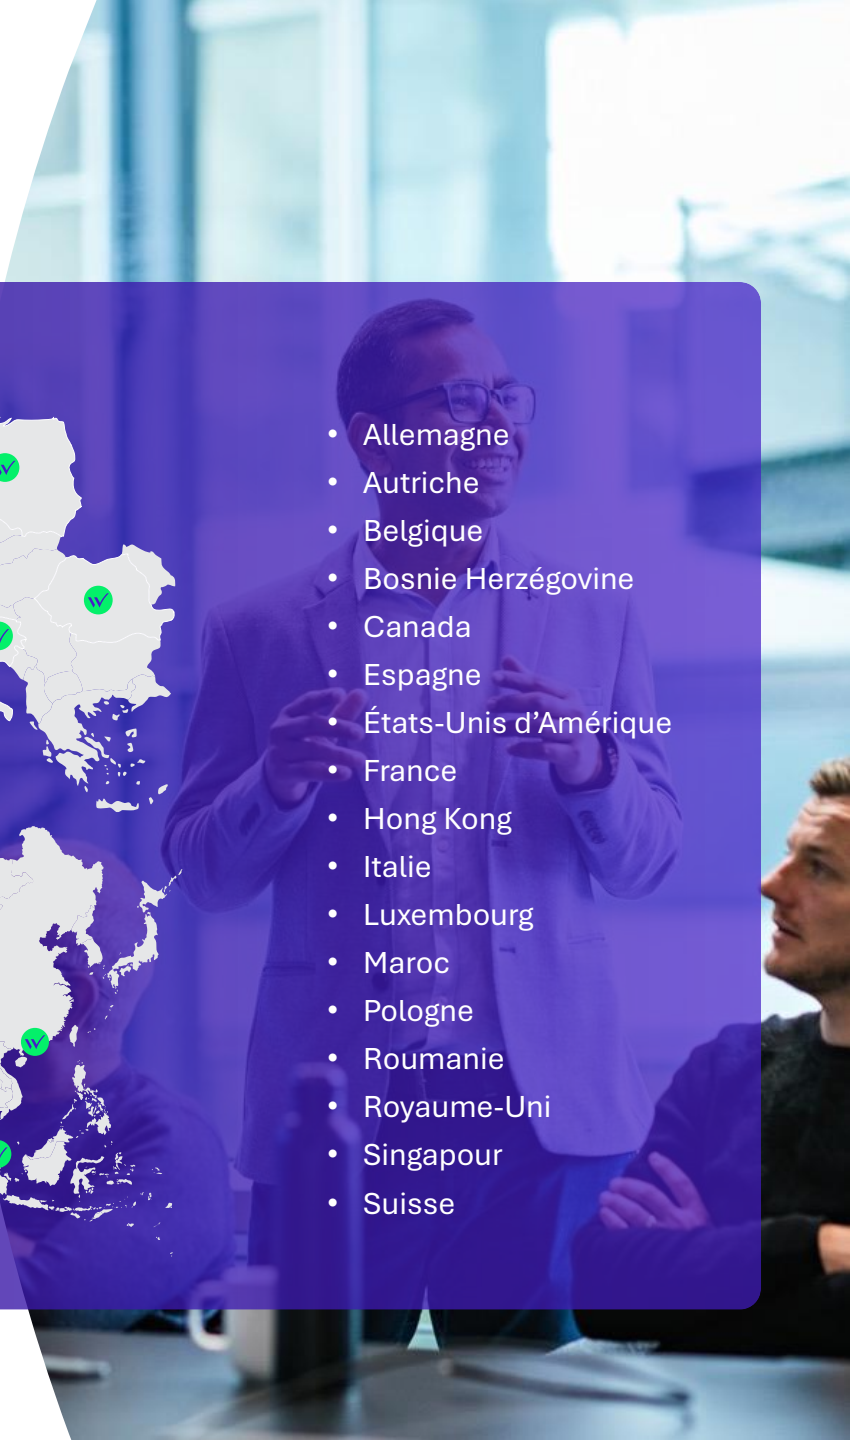 • Allemagne
• Autriche
• Belgique
• Bosnie Herzégovine
• Canada
• Espagne
• États-Unis d’Amérique
• France
• Hong Kong
• Italie
• Luxembourg
• Maroc
• Pologne
• Roumanie
• Royaume-Uni
• Singapour
• Suisse